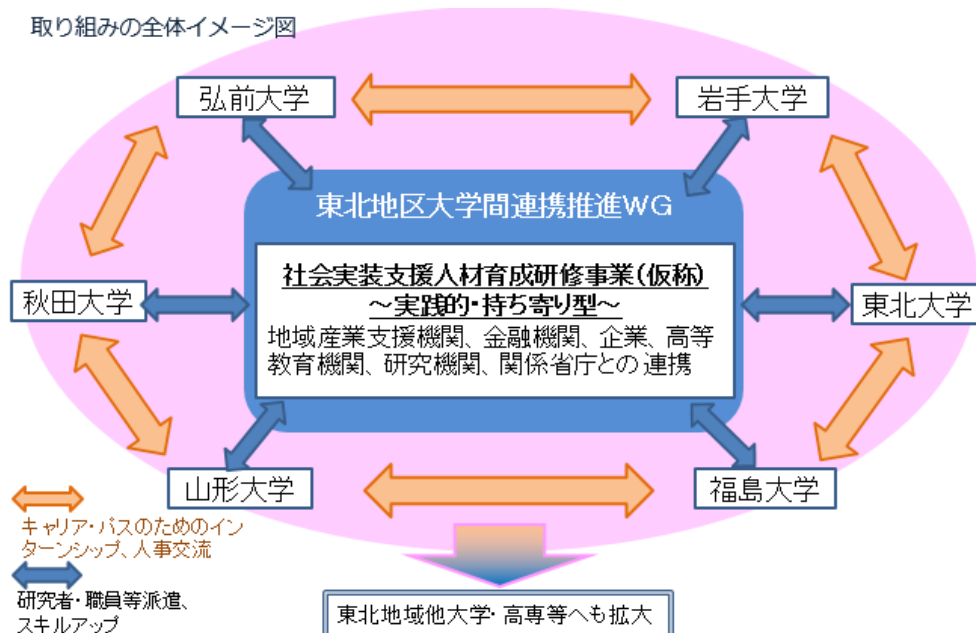 取り組みの全体イメージ図
弘前大学
岩手大学
東北地区大学間連携推進WG
社会実装支援人材育成研修事業(仮称)
～実践的・持ち寄り型～
地域産業支援機関、金融機関、企業、高等
教育機関、研究機関、関係省庁との連携
秋田大学
東北大学
山形大学
福島大学
キャリア・パスのためのイン
ターンシップ、人事交流
研究者・職員等派遣、
スキルアップ
東北地域他大学・高専等へも拡大